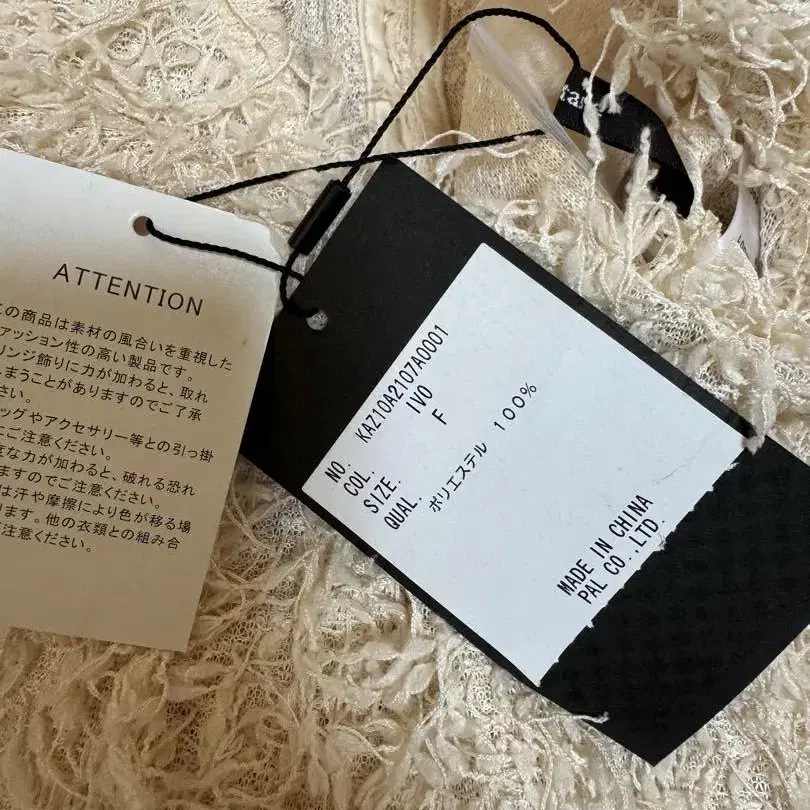 ATTENTION
の商品は素材の風合いを重視した
ァッション性の高い製品です。
リンジ飾りに力が加わると、取れ
まうことがありますのでご了承
さい。
ッグやアクセサリー等との引っ掛
にご注意ください。
度な力が加わると、破れる恐れ
ますのでご注意ください。
は汗や摩擦により色が移る場
ります。他の衣類との組み合
ご注意ください。
NO. KAZ10A2107A0001
COL. IVO
SIZE. F
QUAL. ポリエステル 100%
MADE IN CHINA
PAL CO.,LTD.